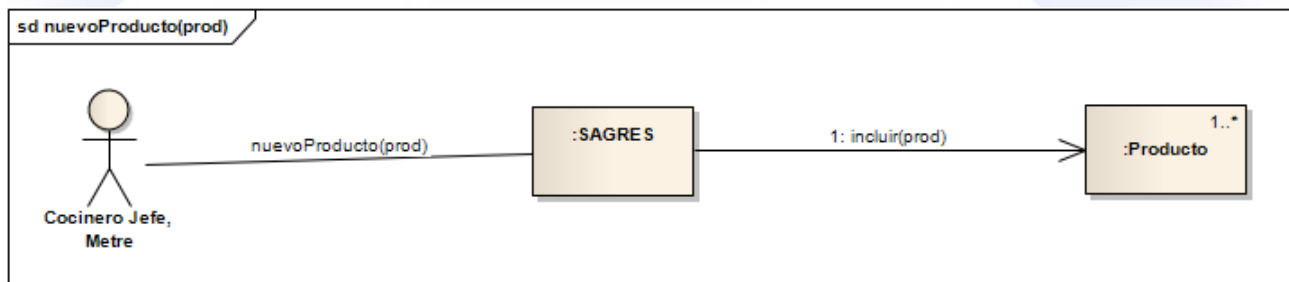 sd nuevoProducto(prod)
nuevoProducto(prod)
:SAGRES
1: incluir(prod)
1..*
:Producto
Cocinero Jefe,
Metre